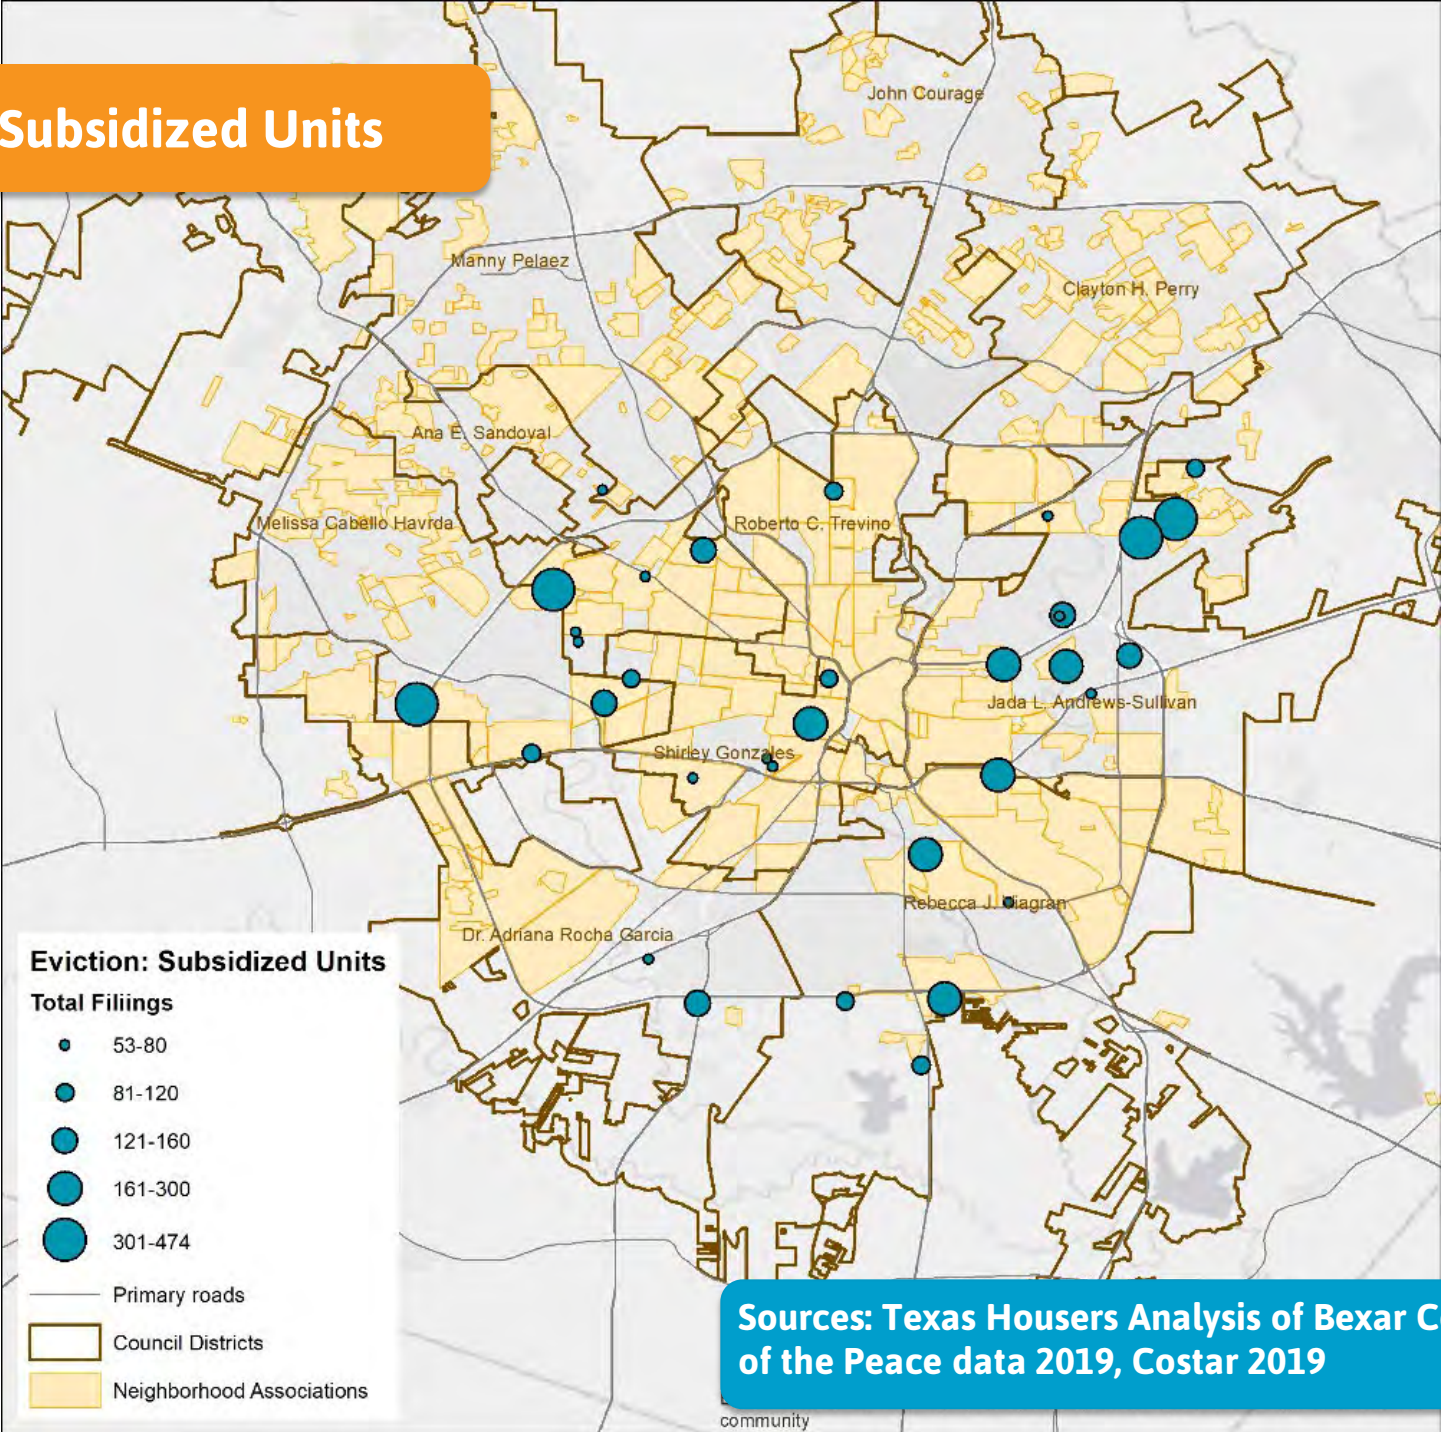 Subsidized Units
John Courage
Manny Pelaez
Clayton H. Perry
Ana E. Sandoval
Melissa Cabello Havrda
Roberto C. Trevino
Jada L. Andrews-Sullivan
Shirley Gonzales
Rebecca J. Viagran
Dr. Adriana Rocha Garcia
Eviction: Subsidized Units
Total Filiings
53-80
81-120
121-160
161-300
301-474
Primary roads
Council Districts
Neighborhood Associations
Sources: Texas Housers Analysis of Bexar
of the Peace data 2019, Costar 2019
community